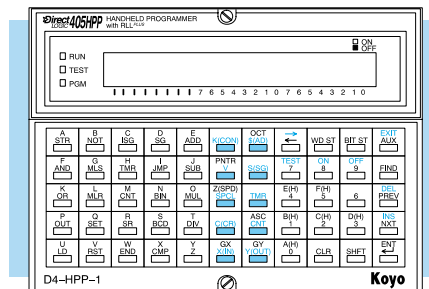 Direct LOGIC 405HPP HANDHELD PROGRAMMER with RLL PLUS
ON
OFF
RUN
TEST
PGM
7 6 5 4 3 2 1 0 7 6 5 4 3 2 1 0
A B C D E OCT → EXIT
STR NOT ISG SG ADD K(CON) $(AD) ← WD ST BIT ST AUX
F G H I J PNTR TEST ON OFF
AND MLS TMR JMP SUB V S(SG) 7 8 9 FIND
K L M N O Z(SPD) E(H) F(H) DEL
OR MLR CNT BIN MUL SPCL TMR 4 5 6 PREV
P Q R S T ASC B(H) C(H) D(H) INS
OUT SET SR BCD DIV C(CR) CNT 1 2 3 NXT
U V W X Y GX GY A(H) ENT
LD RST END CMP Z X(IN) Y(OUT) 0 CLR SHFT
D4-HPP-1
Koyo